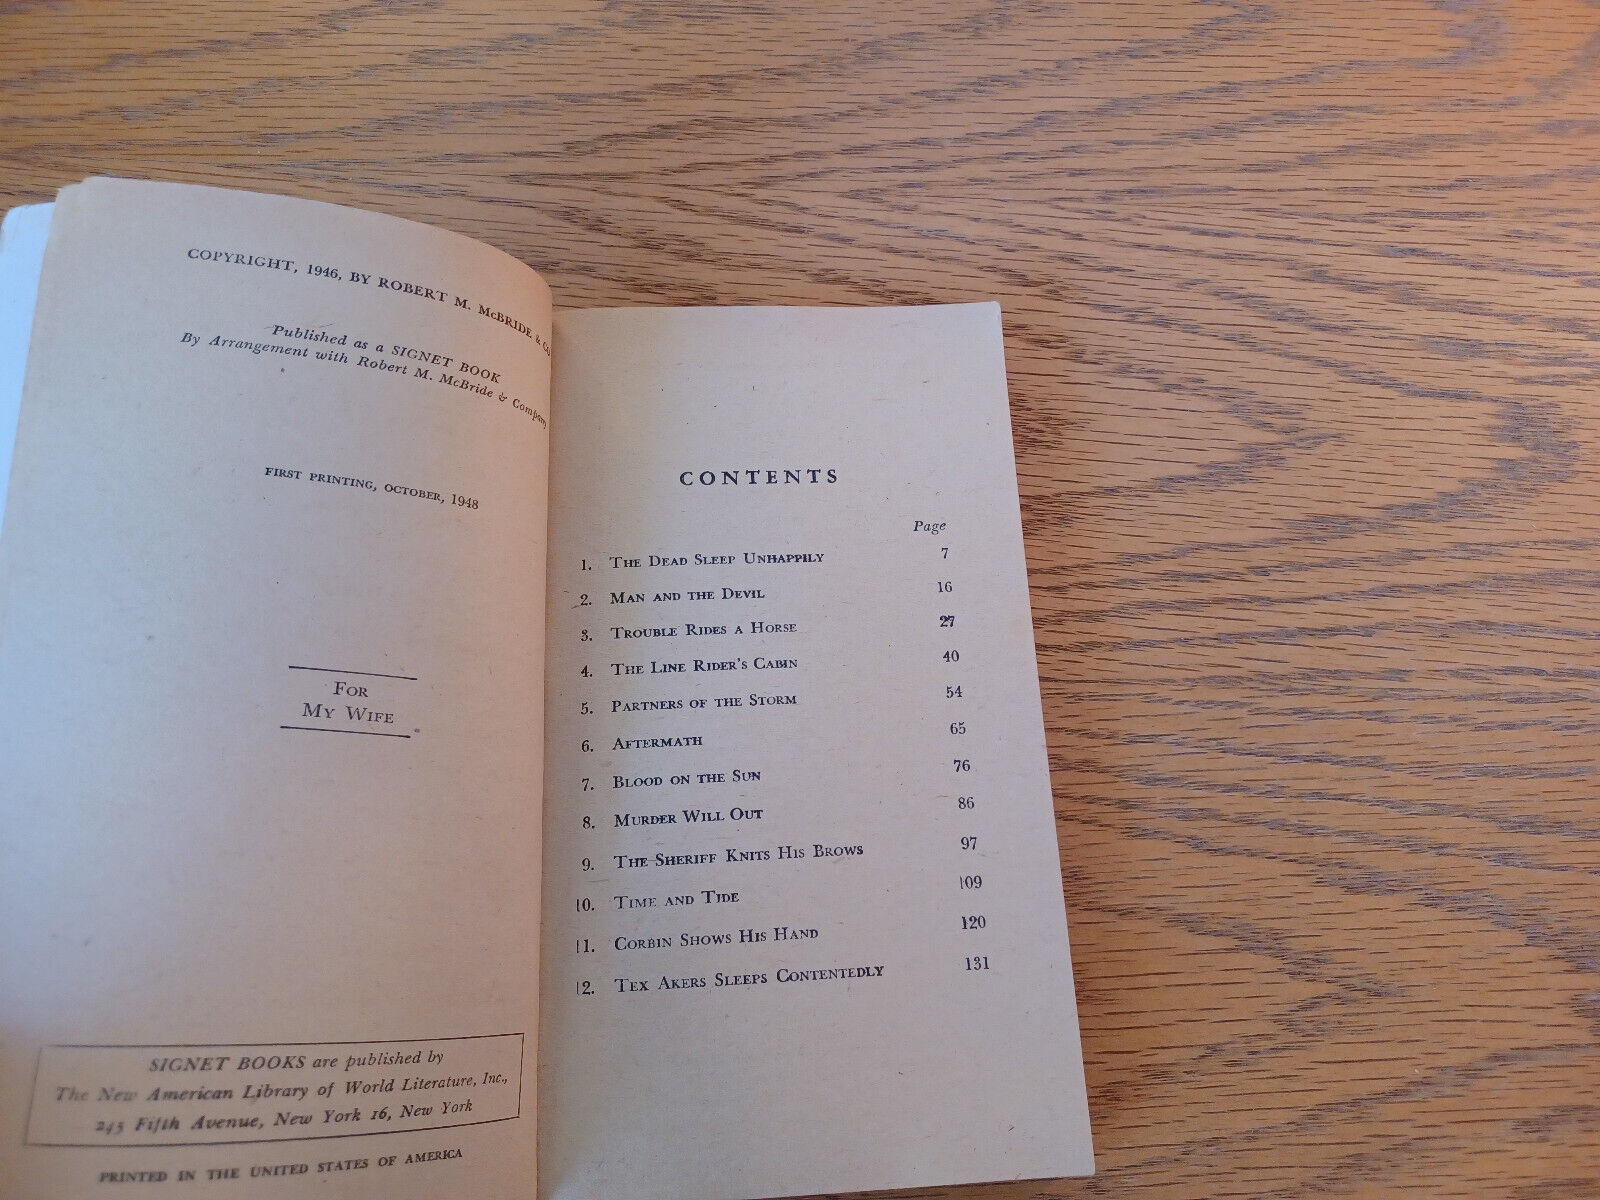 COPYRIGHT, 1946, BY ROBERT M. McBRIDE & CO
Published as a SIGNET BOOK
By Arrangement with Robert M. McBride & Company
FIRST PRINTING, OCTOBER, 1948
FOR
MY WIFE
SIGNET BOOKS are published by
The New American Library of World Literature, Inc.,
245 Fifth Avenue, New York 16, New York
PRINTED IN THE UNITED STATES OF AMERICA
CONTENTS
Page
1. THE DEAD SLEEP UNHAPPILY 7
2. MAN AND THE DEVIL 16
3. TROUBLE RIDES A HORSE 27
4. THE LINE RIDER'S CABIN 40
5. PARTNERS OF THE STORM 54
6. AFTERMATH 65
7. BLOOD ON THE SUN 76
8. MURDER WILL OUT 86
9. THE SHERIFF KNITS HIS BROWS 97
10. TIME AND TIDE 109
11. CORBIN SHOWS HIS HAND 120
12. TEX AKERS SLEEPS CONTENTEDLY 131